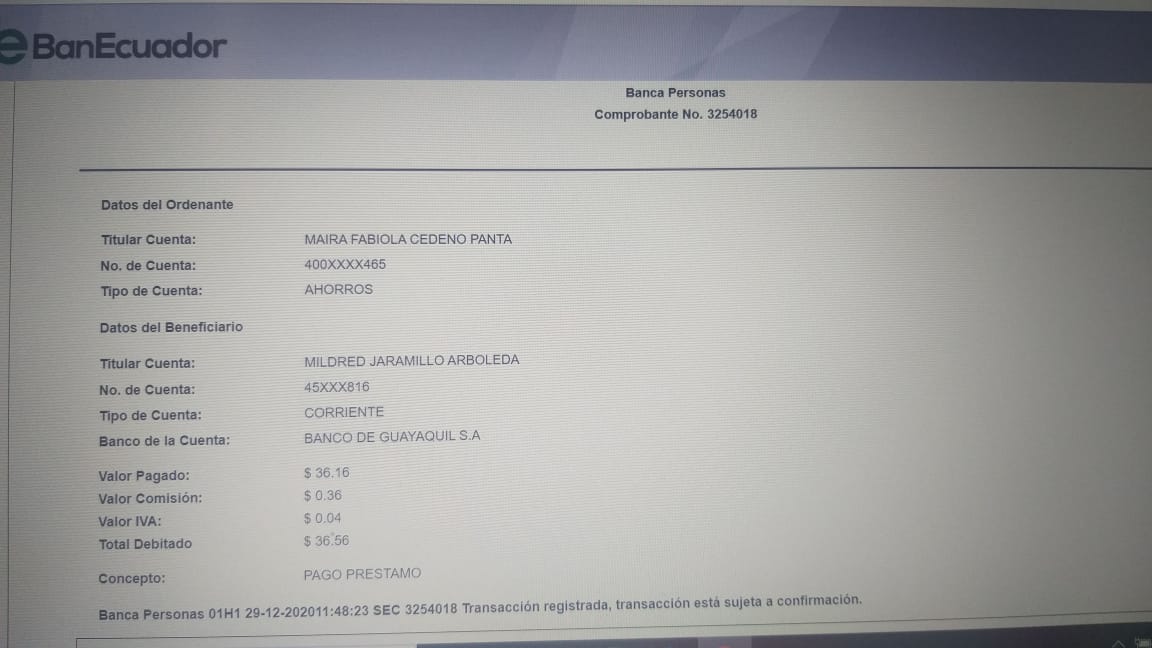 BanEcuador
Banca Personas
Comprobante No. 3254018
Datos del Ordenante
Titular Cuenta: MAIRA FABIOLA CEDENO PANTA
No. de Cuenta: 400XXXX465
Tipo de Cuenta: AHORROS
Datos del Beneficiario
Titular Cuenta: MILDRED JARAMILLO ARBOLEDA
No. de Cuenta: 45XXX816
Tipo de Cuenta: CORRIENTE
Banco de la Cuenta: BANCO DE GUAYAQUIL S.A
Valor Pagado: $ 36.16
Valor Comisión: $ 0.36
Valor IVA: $ 0.04
Total Debitado $ 36.56
Concepto: PAGO PRESTAMO
Banca Personas 01H1 29-12-202011:48:23 SEC 3254018 Transacción registrada, transacción está sujeta a confirmación.